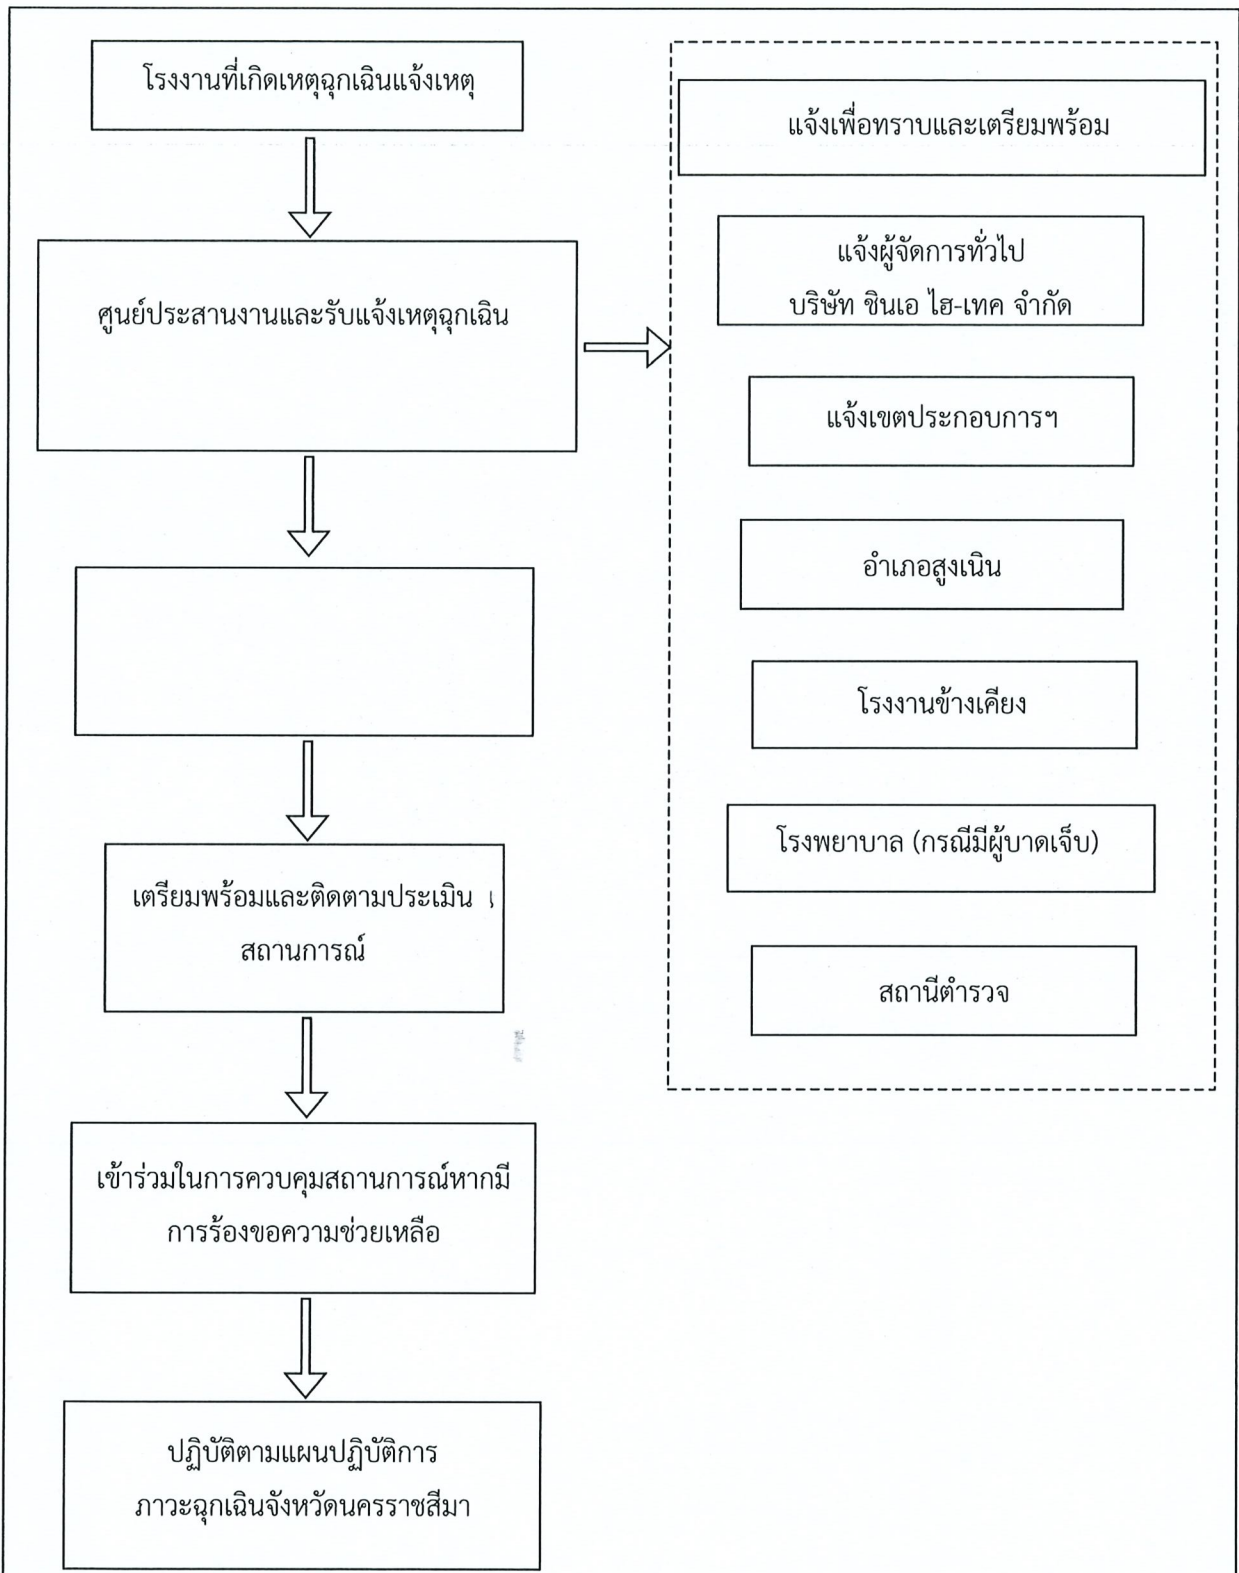 โรงงานที่เกิดเหตุฉุกเฉินแจ้งเหตุ
ศูนย์ประสานงานและรับแจ้งเหตุฉุกเฉิน
เตรียมพร้อมและติดตามประเมิน
สถานการณ์
เข้าร่วมในการควบคุมสถานการณ์หากมี
การร้องขอความช่วยเหลือ
ปฏิบัติตามแผนปฏิบัติการ
ภาวะฉุกเฉินจังหวัดนครราชสีมา
แจ้งเพื่อทราบและเตรียมพร้อม
แจ้งผู้จัดการทั่วไป
บริษัท ชินเอ ไฮ-เทค จำกัด
แจ้งเขตประกอบการฯ
อำเภอสูงเนิน
โรงงานข้างเคียง
โรงพยาบาล (กรณีมีผู้บาดเจ็บ)
สถานีตำรวจ